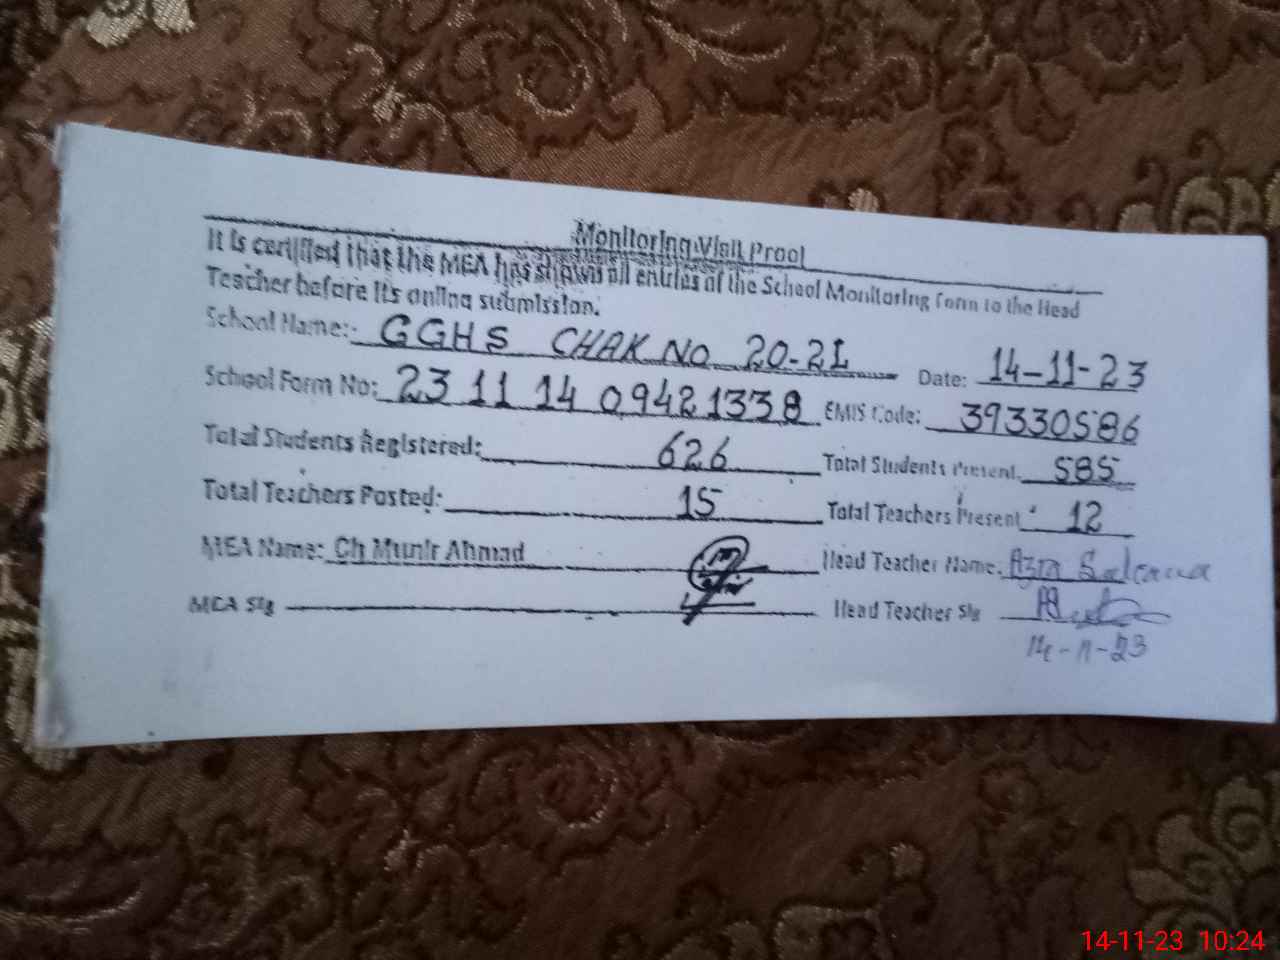 Monitoring Visit Proof
It is certified that the MEA has shown all entries of the School Monitoring Form to the Head
Teacher before its online submission.
School Name:- GGHS CHAK NO 20-2L Date: 14-11-23
School Form No: 23 11 14 09421338 EMIS Code: 39330586
Total Students Registered: 626 Total Students Present. 585
Total Teachers Posted: 15 Total Teachers Present 12
MEA Name: Ch Munir Ahmad Head Teacher Name. Azra
MEA Sig Head Teacher Sig
14-11-23
14-11-23 10:24